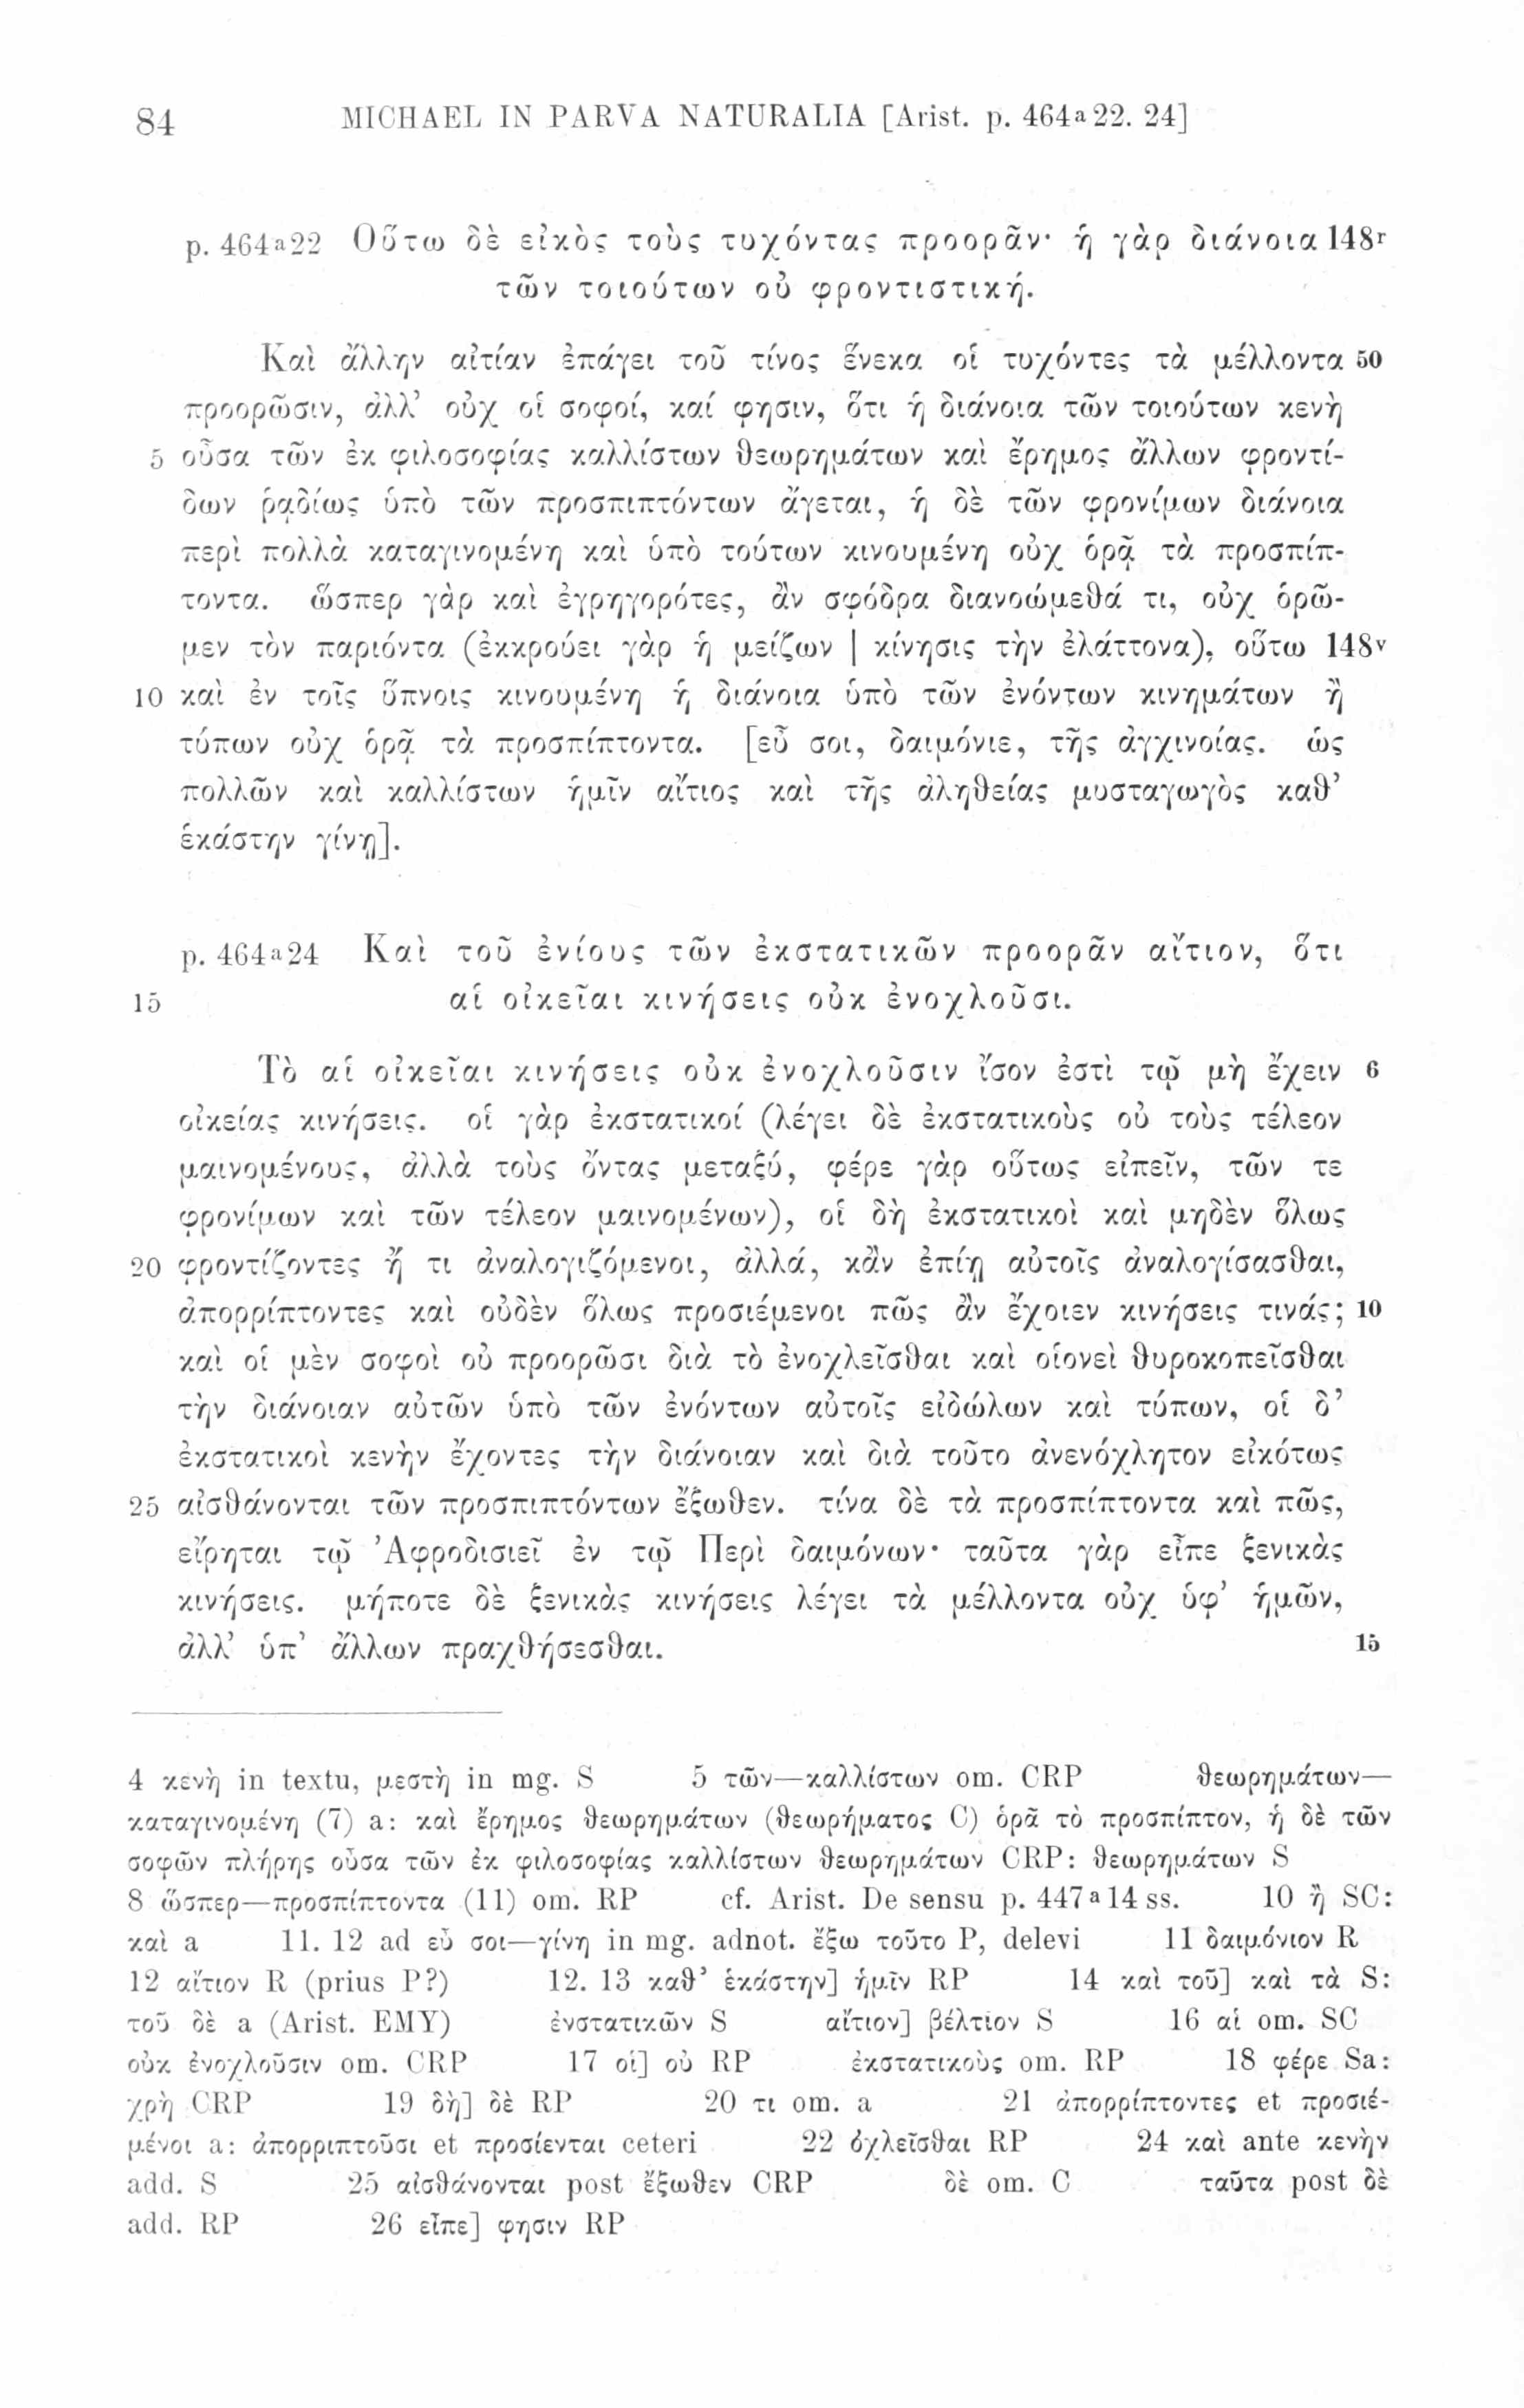 84 MICHAEL IN PARVA NATURALIA [Arist. p. 464a22. 24]
p. 464a22 Οὕτω δὲ εἰκὸς τοὺς τυχόντας προορᾶν· ἡ γὰρ διάνοια 148r
τῶν τοιούτων οὐ φροντιστική.
Καὶ ἄλλην αἰτίαν ἐπάγει τοῦ τίνος ἕνεκα οἱ τυχόντες τὰ μέλλοντα 50
προορῶσιν, ἀλλ’ οὐχ οἱ σοφοί, καί φησιν, ὅτι ἡ διάνοια τῶν τοιούτων κενὴ
5 οὖσα τῶν ἐκ φιλοσοφίας καλλίστων θεωρημάτων καὶ ἔρημος ἄλλων φροντί-
δων ῥᾳδίως ὑπὸ τῶν προσπιπτόντων ἄγεται, ἡ δὲ τῶν φρονίμων διάνοια
περὶ πολλὰ καταγινομένη καὶ ὑπὸ τούτων κινουμένη οὐχ ὁρᾷ τὰ προσπίπ-
τοντα. ὥσπερ γὰρ καὶ ἐγρηγορότες, ἂν σφόδρα διανοώμεθά τι, οὐχ ὁρῶ-
μεν τὸν παριόντα (ἐκκρούει γὰρ ἡ μείζων | κίνησις τὴν ἐλάττονα), οὕτω 148v
10 καὶ ἐν τοῖς ὕπνοις κινουμένη ἡ διάνοια ὑπὸ τῶν ἐνόντων κινημάτων ἢ
τύπων οὐχ ὁρᾷ τὰ προσπίπτοντα. [εὖ σοι, δαιμόνιε, τῆς ἀγχινοίας. ὡς
πολλῶν καὶ καλλίστων ἡμῖν αἴτιος καὶ τῆς ἀληθείας μυσταγωγὸς καθ’
ἑκάστην γίνῃ].
p. 464a24 Καὶ τοῦ ἐνίους τῶν ἐκστατικῶν προορᾶν αἴτιον, ὅτι
15 αἱ οἰκεῖαι κινήσεις οὐκ ἐνοχλοῦσι.
Τὸ αἱ οἰκεῖαι κινήσεις οὐκ ἐνοχλοῦσιν ἴσον ἐστὶ τῷ μὴ ἔχειν 6
οἰκείας κινήσεις. οἱ γὰρ ἐκστατικοί (λέγει δὲ ἐκστατικοὺς οὐ τοὺς τέλεον
μαινομένους, ἀλλὰ τοὺς ὄντας μεταξύ, φέρε γὰρ οὕτως εἰπεῖν, τῶν τε
φρονίμων καὶ τῶν τέλεον μαινομένων), οἱ δὴ ἐκστατικοὶ καὶ μηδὲν ὅλως
20 φροντίζοντες ἤ τι ἀναλογιζόμενοι, ἀλλά, κἂν ἐπίῃ αὐτοῖς ἀναλογίσασθαι,
ἀπορρίπτοντες καὶ οὐδὲν ὅλως προσιέμενοι πῶς ἂν ἔχοιεν κινήσεις τινάς; 10
καὶ οἱ μὲν σοφοὶ οὐ προορῶσι διὰ τὸ ἐνοχλεῖσθαι καὶ οἱονεὶ θυροκοπεῖσθαι
τὴν διάνοιαν αὐτῶν ὑπὸ τῶν ἐνόντων αὐτοῖς εἰδώλων καὶ τύπων, οἱ δ’
ἐκστατικοὶ κενὴν ἔχοντες τὴν διάνοιαν καὶ διὰ τοῦτο ἀνενόχλητον εἰκότως
25 αἰσθάνονται τῶν προσπιπτόντων ἔξωθεν. τίνα δὲ τὰ προσπίπτοντα καὶ πῶς,
εἴρηται τῷ Ἀφροδισιεῖ ἐν τῷ Περὶ δαιμόνων· ταῦτα γὰρ εἶπε ξενικὰς
κινήσεις. μήποτε δὲ ξενικὰς κινήσεις λέγει τὰ μέλλοντα οὐχ ὑφ’ ἡμῶν,
ἀλλ’ ὑπ’ ἄλλων πραχθήσεσθαι. 15
4 κενὴ in textu, μεστὴ in mg. S 5 τῶν—καλλίστων om. CRP θεωρημάτων—
καταγινομένη (7) a: καὶ ἔρημος θεωρημάτων (θεωρήματος C) ὁρᾷ τὸ προσπίπτον, ἡ δὲ τῶν
σοφῶν πλήρης οὖσα τῶν ἐκ φιλοσοφίας καλλίστων θεωρημάτων CRP: θεωρημάτων S
8 ὥσπερ—προσπίπτοντα (11) om. RP cf. Arist. De sensu p. 447a14 ss. 10 ἢ SC:
καὶ a 11. 12 ad εὖ σοι—γίνη in mg. adnot. ἔξω τοῦτο P, delevi 11 δαιμόνιον R
12 αἴτιον R (prius P?) 12. 13 καθ’ ἑκάστην] ἡμῖν RP 14 καὶ τοῦ] καὶ τὰ S:
τοῦ δὲ a (Arist. EMY) ἐνστατικῶν S αἴτιον] βέλτιον S 16 αἱ om. SC
οὐκ ἐνοχλοῦσιν om. CRP 17 οἱ] οὐ RP ἐκστατικοὺς om. RP 18 φέρε Sa:
χρὴ CRP 19 δὴ] δὲ RP 20 τι om. a 21 ἀπορρίπτοντες et προσιέ-
μένοι a: ἀπορριπτοῦσι et προσίενται ceteri 22 ὀχλεῖσθαι RP 24 καὶ ante κενὴν
add. S 25 αἰσθάνονται post ἔξωθεν CRP δὲ om. C ταῦτα post δὲ
add. RP 26 εἶπε] φησιν RP